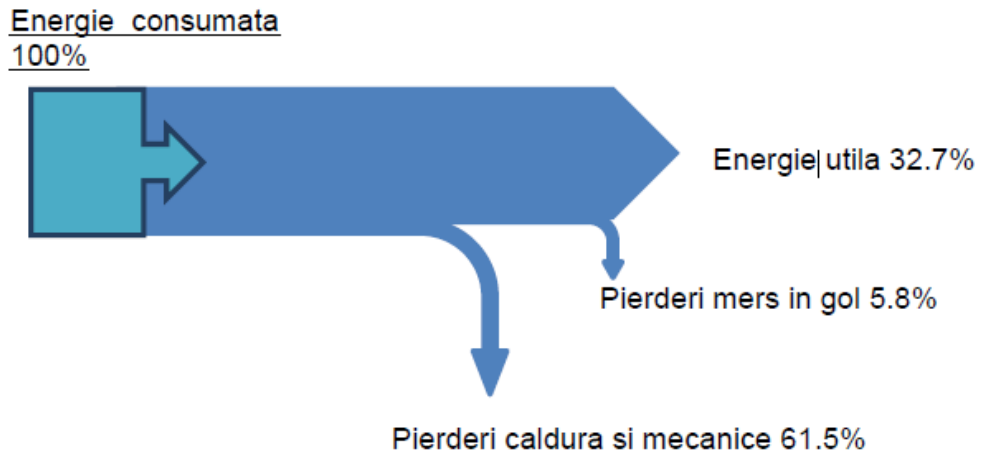 Energie consumata
100%
Energie utila 32.7%
Pierderi mers in gol 5.8%
Pierderi caldura si mecanice 61.5%